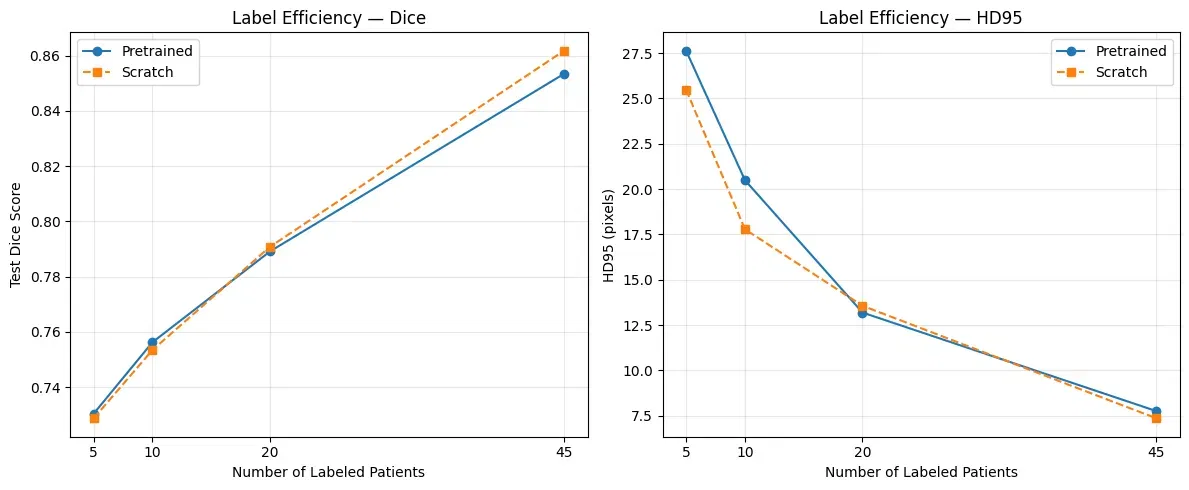 Label Efficiency — Dice
Pretrained
Scratch
0.86
0.84
0.82
0.80
0.78
0.76
0.74
Test Dice Score
5 10 20 45
Number of Labeled Patients
Label Efficiency — HD95
Pretrained
Scratch
27.5
25.0
22.5
20.0
17.5
15.0
12.5
10.0
7.5
HD95 (pixels)
5 10 20 45
Number of Labeled Patients